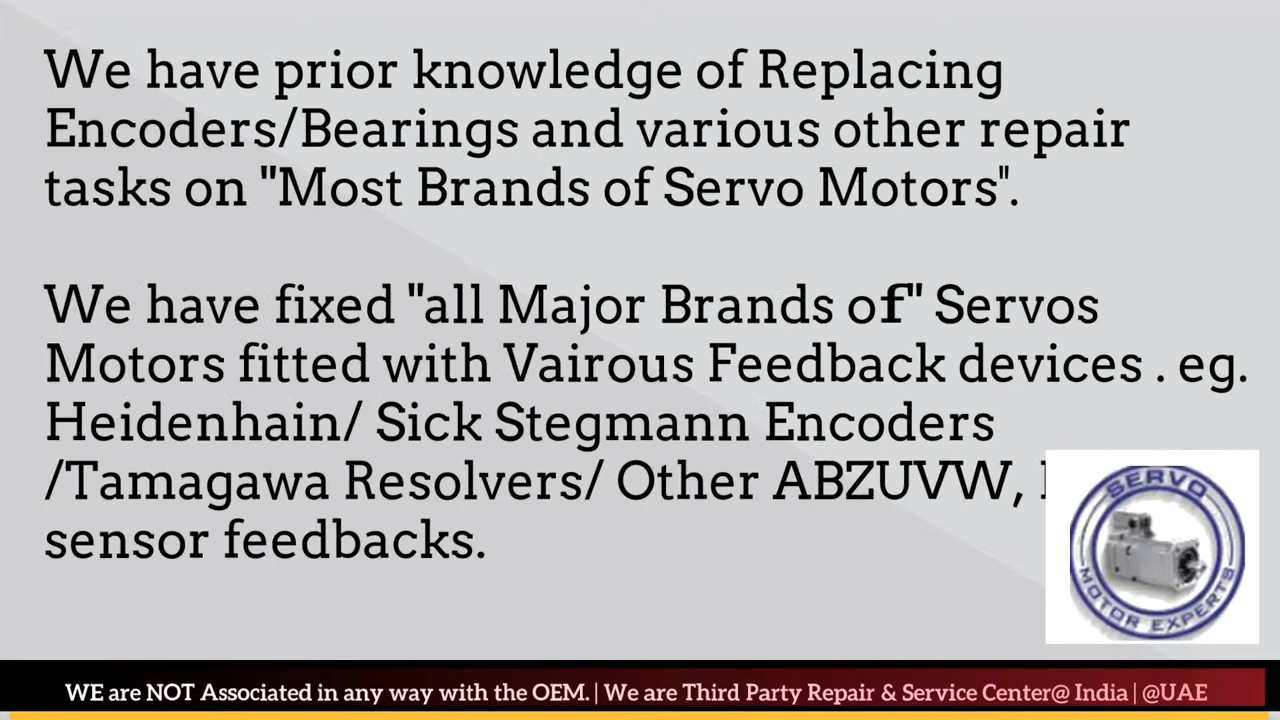 We have prior knowledge of Replacing
Encoders/Bearings and various other repair
tasks on "Most Brands of Servo Motors".
We have fixed "all Major Brands of" Servos
Motors fitted with Vairous Feedback devices . eg.
Heidenhain/ Sick Stegmann Encoders
/Tamagawa Resolvers/ Other ABZUVW,
sensor feedbacks.
SERVO
MOTOR EXPERTS
WE are NOT Associated in any way with the OEM. | We are Third Party Repair & Service Center@ India | @UAE